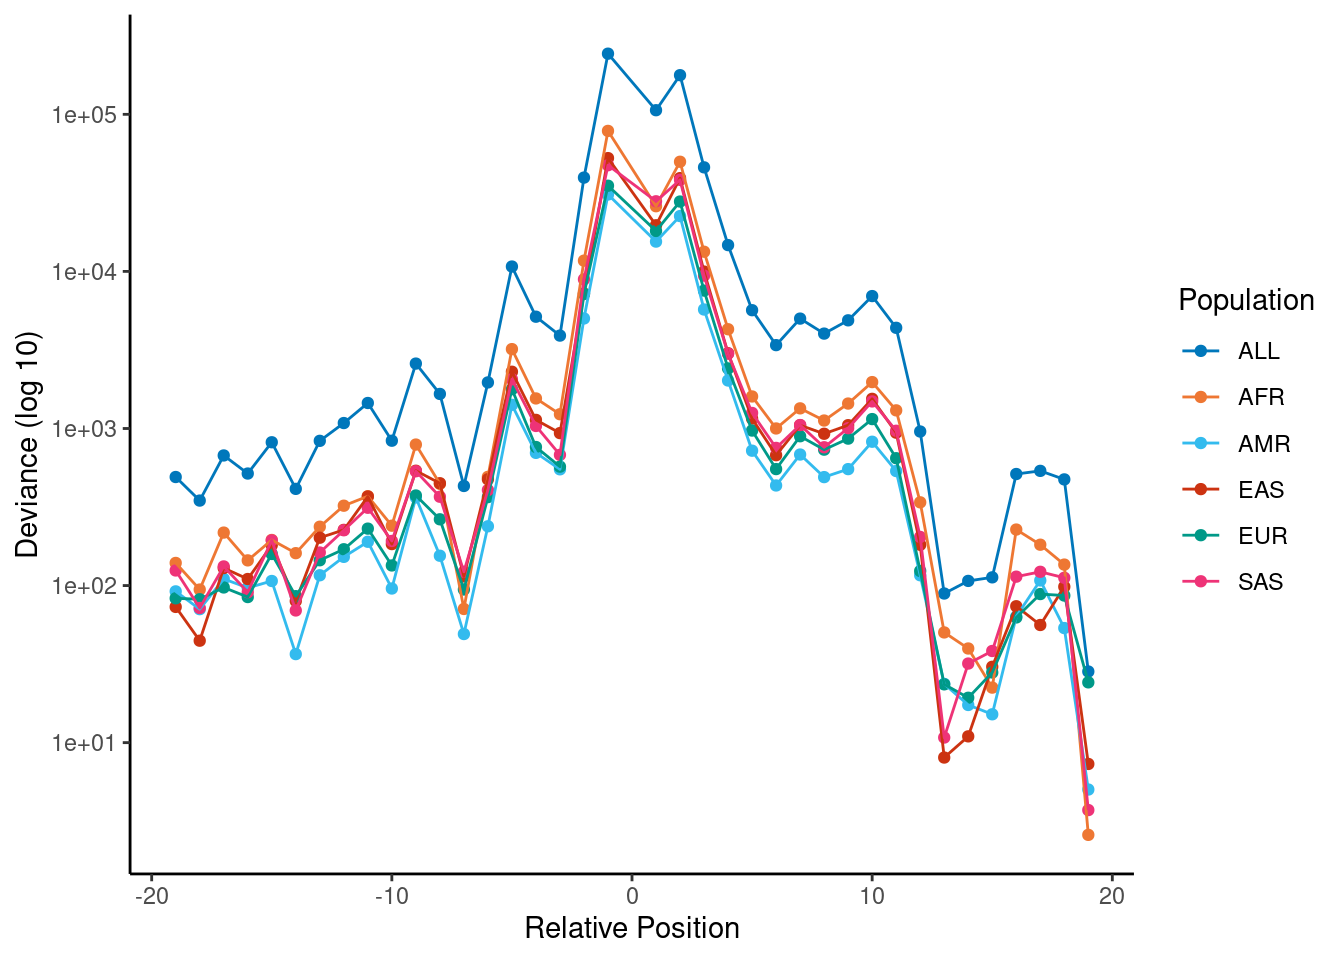 1e+05
1e+04
1e+03
1e+02
1e+01
Deviance (log 10)
-20
-10
0
10
20
Relative Position
Population
ALL
AFR
AMR
EAS
EUR
SAS